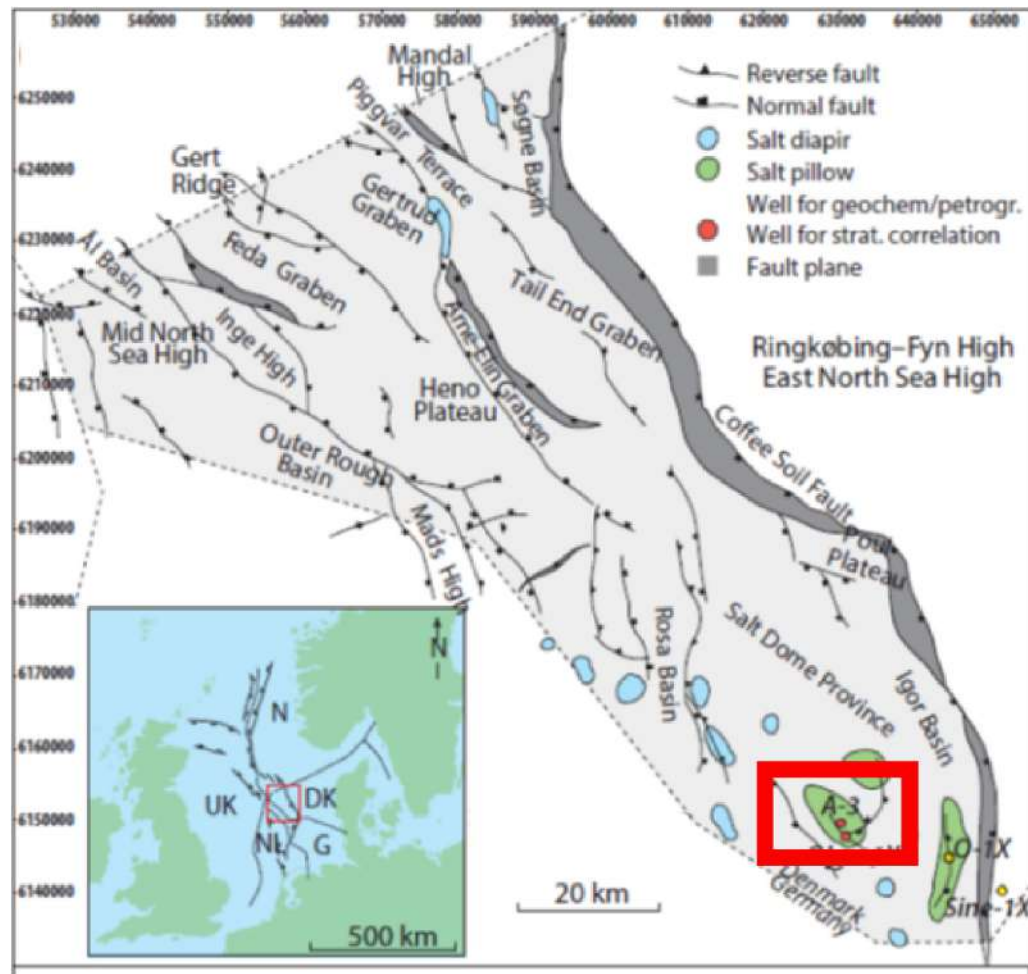 530000 540000 550000 560000 570000 580000 590000 600000 610000 620000 630000 640000 650000
6250000
6240000
6230000
6220000
6210000
6200000
6190000
6180000
6170000
6160000
6150000
6140000
Mandal
High
Piggvar Terrace
Søgne Basin
Gert
Ridge
Gertrud
Graben
Ål Basin
Feda Graben
Tail End Graben
Mid North
Sea High
Inge High
Arne-Elin Graben
Heno
Plateau
Outer Rough
Basin
Mads High
Coffee Soil Fault
Poul
Plateau
Rosa Basin
Salt Dome Province
Igor Basin
A-3
O-1X
Sine-1X
Denmark
Germany
20 km
Reverse fault
Normal fault
Salt diapir
Salt pillow
Well for geochem/petrogr.
Well for strat. correlation
Fault plane
Ringkøbing–Fyn High
East North Sea High
N
N
UK
DK
NL
G
500 km